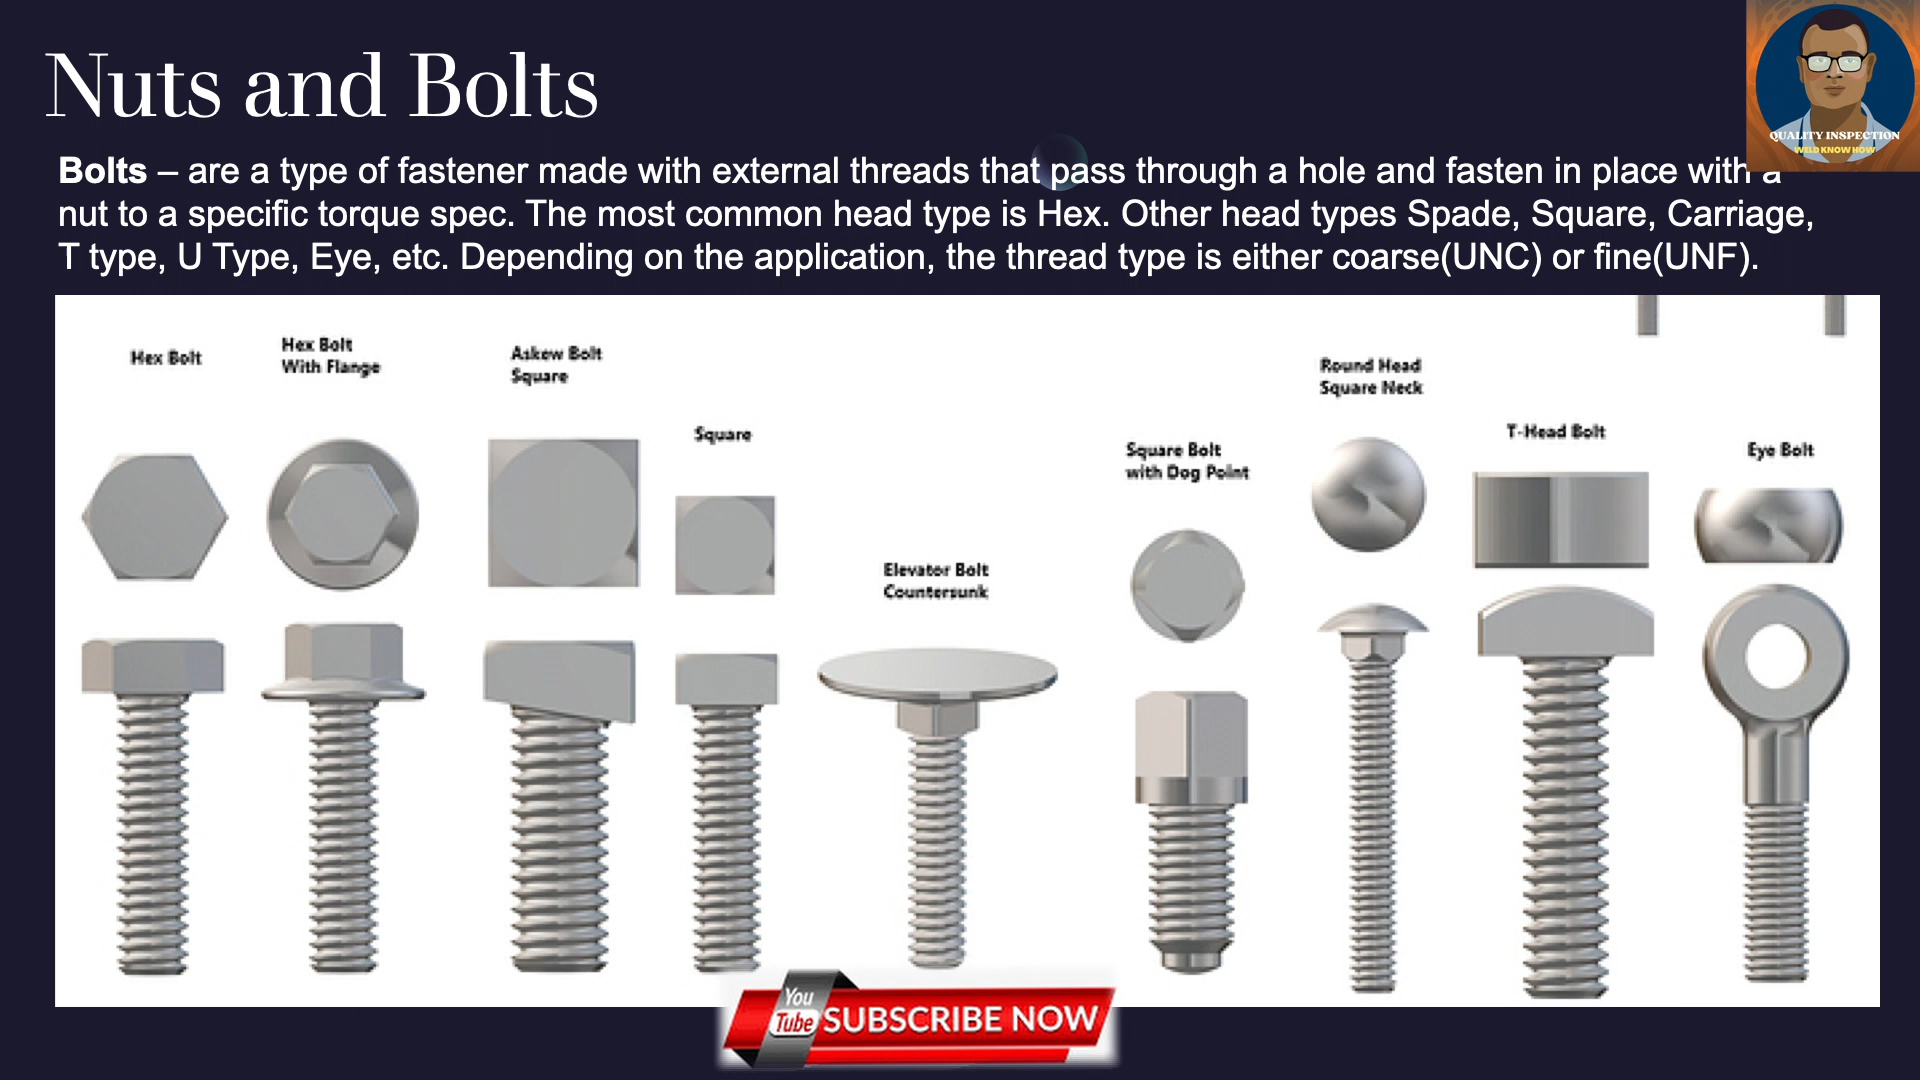 Nuts and Bolts
QUALITY INSPECTION
WELD KNOW HOW
Bolts – are a type of fastener made with external threads that pass through a hole and fasten in place with a
nut to a specific torque spec. The most common head type is Hex. Other head types Spade, Square, Carriage,
T type, U Type, Eye, etc. Depending on the application, the thread type is either coarse(UNC) or fine(UNF).
Hex Bolt
Hex Bolt
With Flange
Askew Bolt
Square
Square
Elevator Bolt
Countersunk
Square Bolt
with Dog Point
Round Head
Square Neck
T-Head Bolt
Eye Bolt
You
Tube
SUBSCRIBE NOW